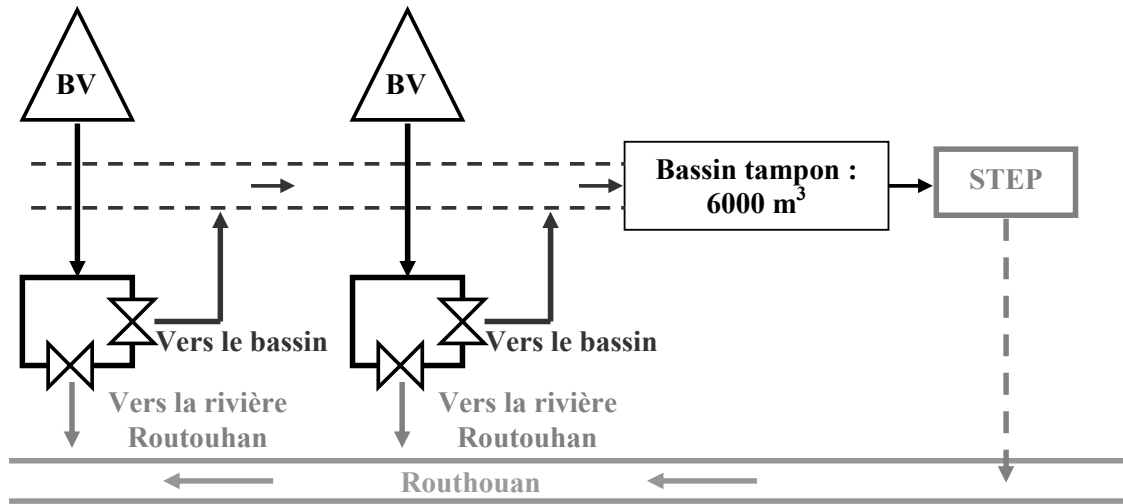 BV
BV
Bassin tampon :
6000 m³
STEP
Vers le bassin
Vers le bassin
Vers la rivière
Routouhan
Vers la rivière
Routouhan
Routhouan